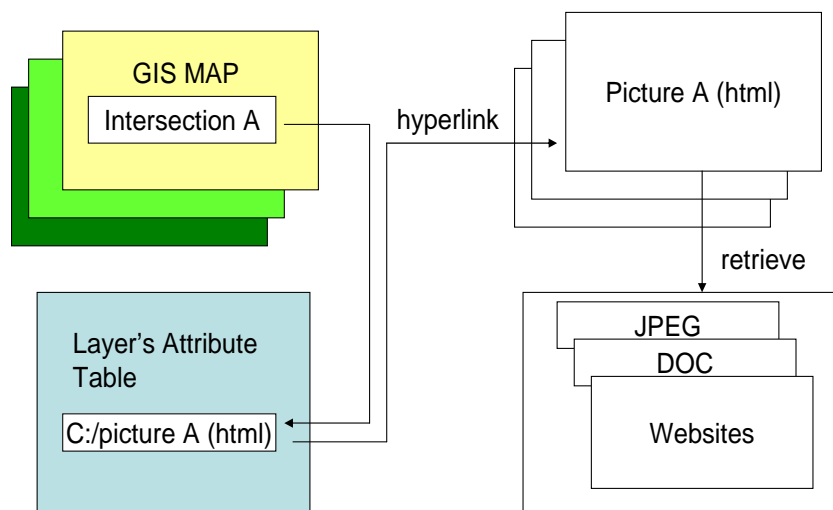 GIS MAP
Intersection A
hyperlink
Picture A (html)
retrieve
Layer's Attribute
Table
C:/picture A (html)
JPEG
DOC
Websites